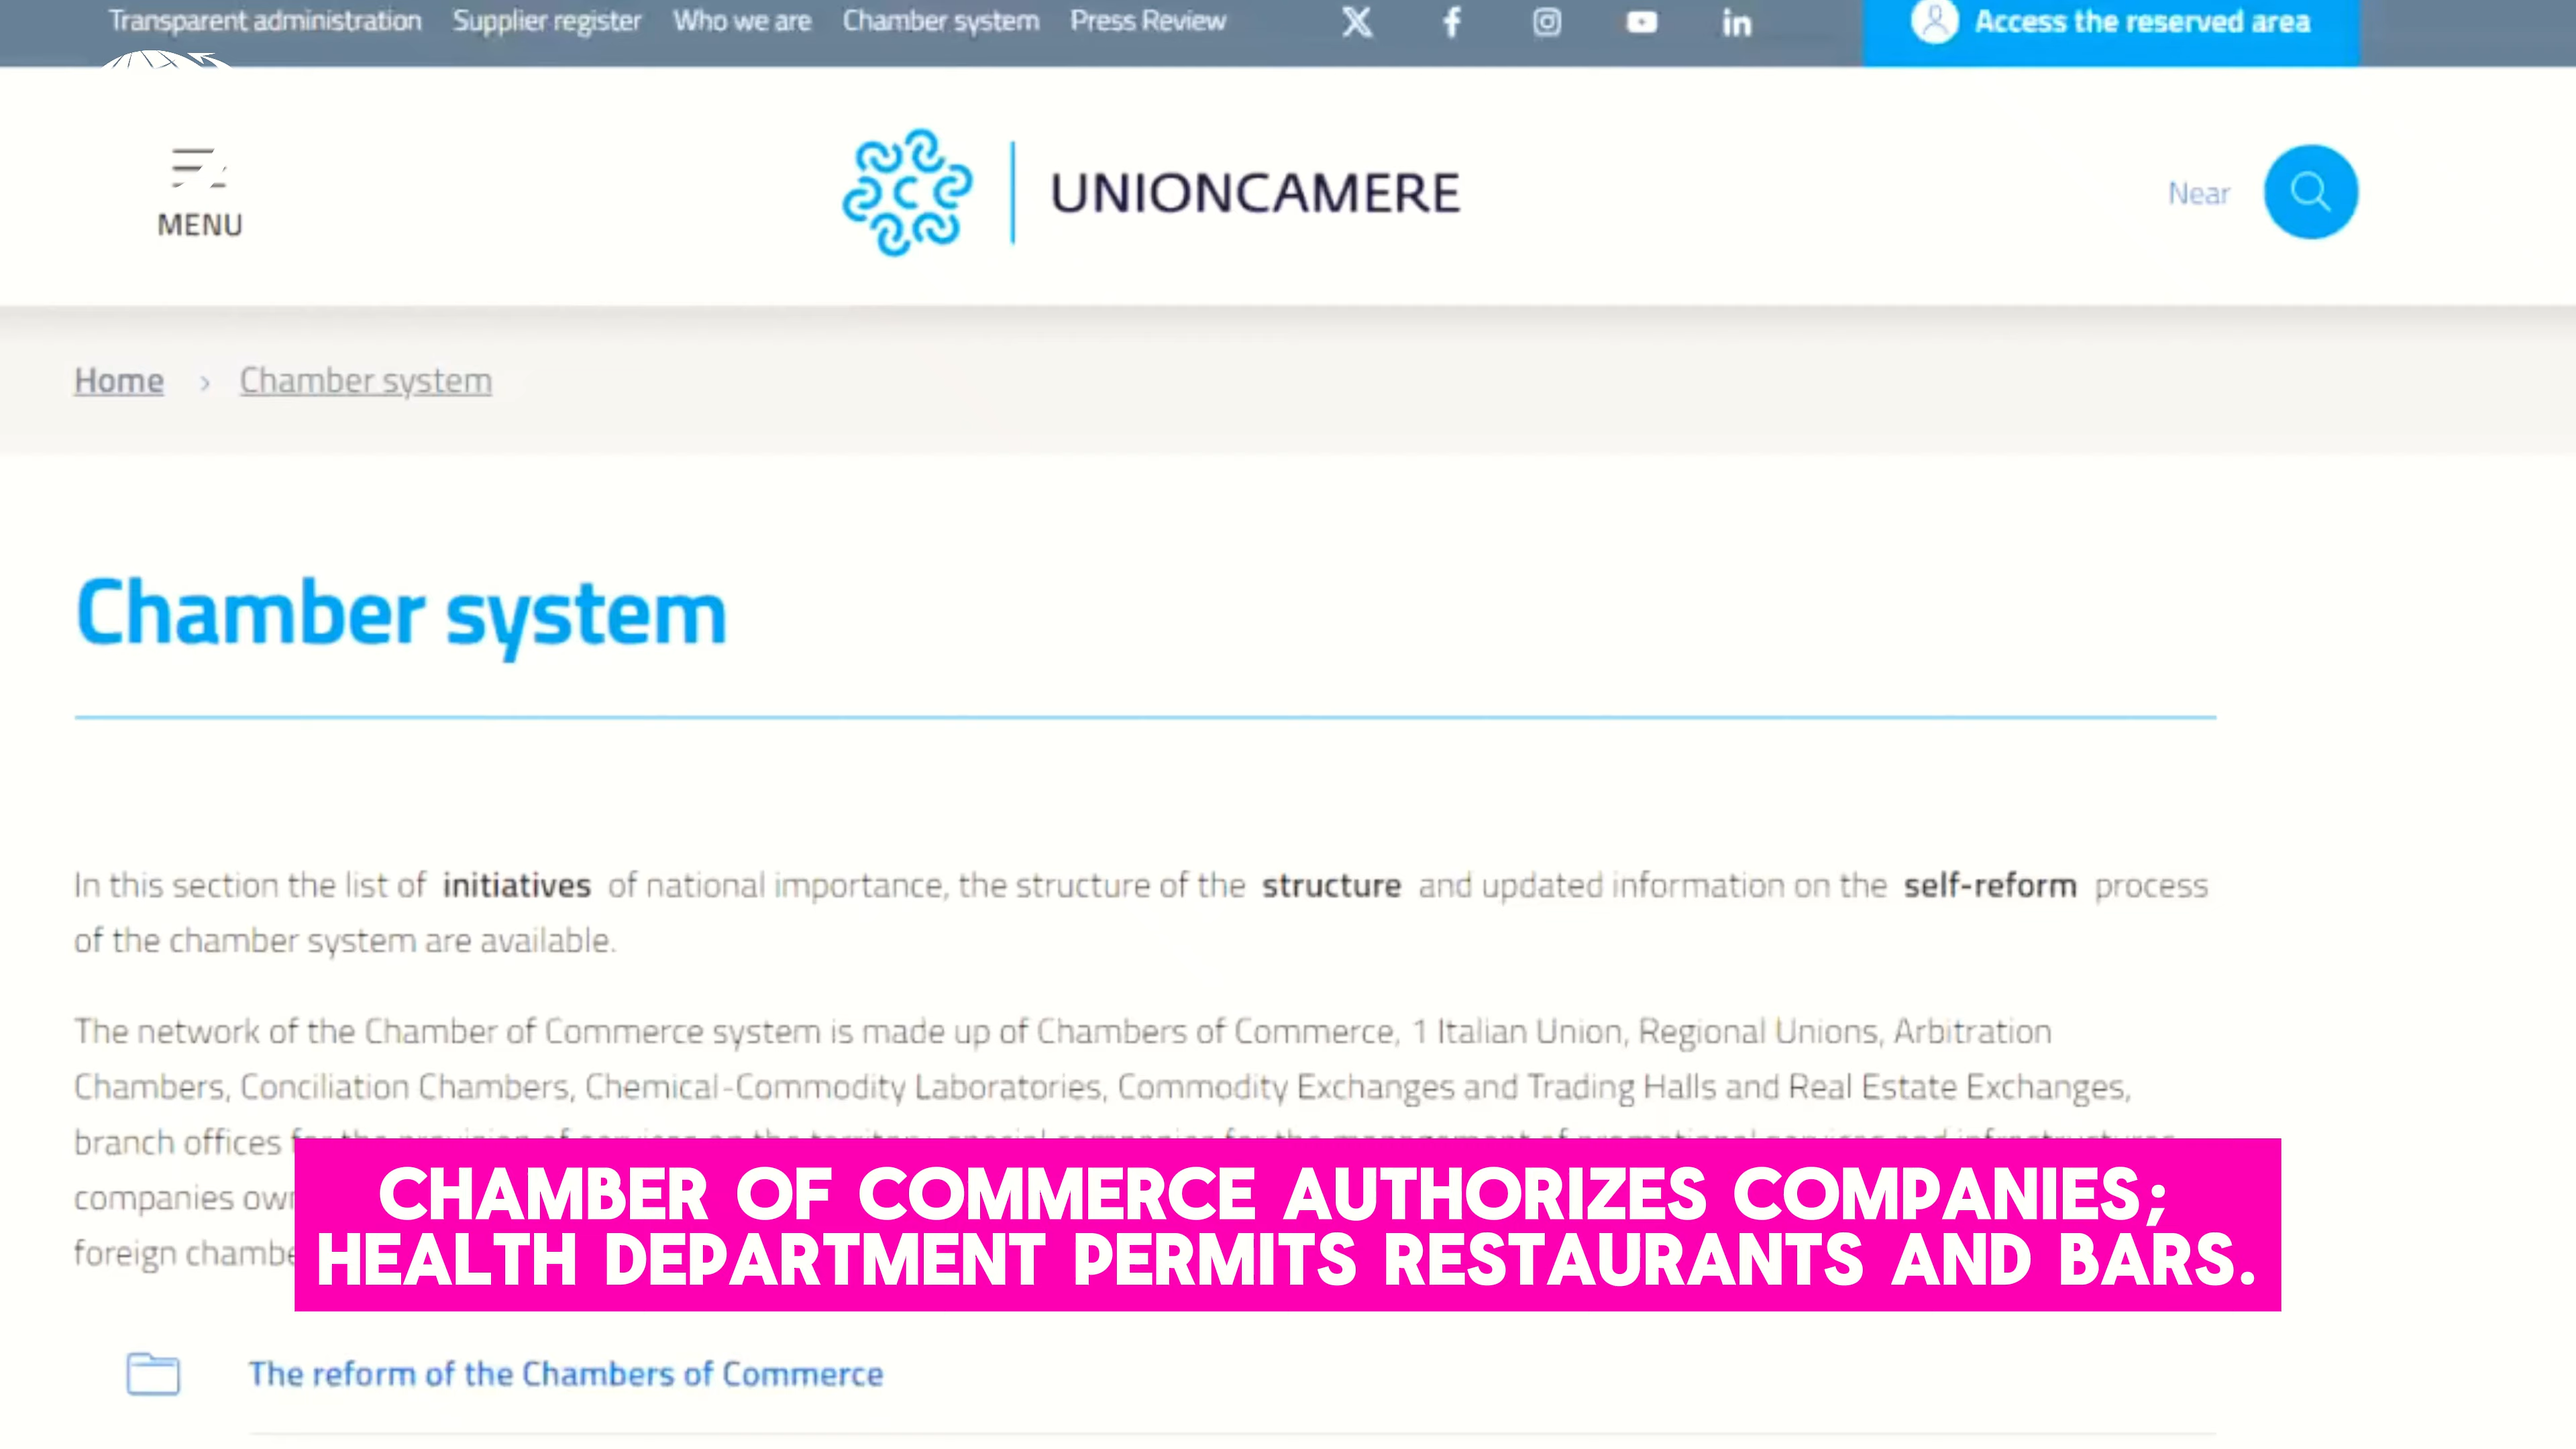 Transparent administration Supplier register Who we are Chamber system Press Review Access the reserved area
MENU
UNIONCAMERE
Near
Home › Chamber system
Chamber system
In this section the list of initiatives of national importance, the structure of the structure and updated information on the self-reform process
of the chamber system are available.
The network of the Chamber of Commerce system is made up of Chambers of Commerce, 1 Italian Union, Regional Unions, Arbitration
Chambers, Conciliation Chambers, Chemical-Commodity Laboratories, Commodity Exchanges and Trading Halls and Real Estate Exchanges,
branch offices
companies
foreign
CHAMBER OF COMMERCE AUTHORIZES COMPANIES;
HEALTH DEPARTMENT PERMITS RESTAURANTS AND BARS.
The reform of the Chambers of Commerce